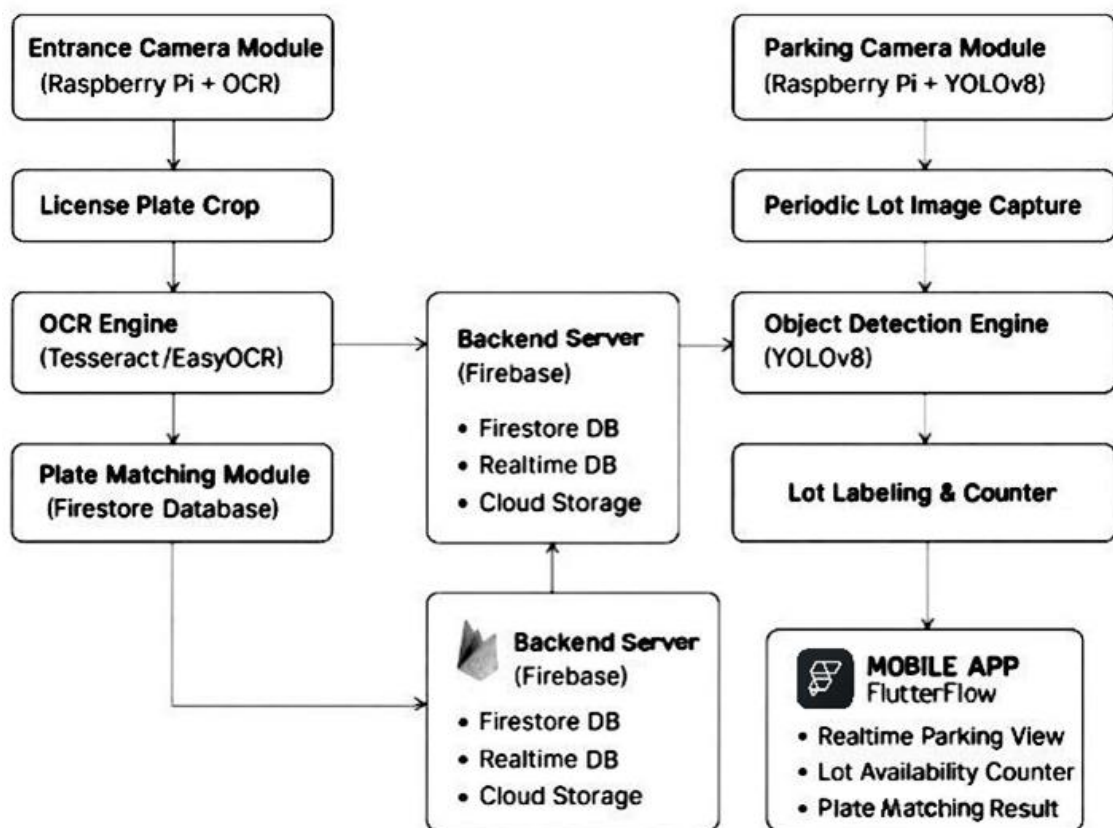 Entrance Camera Module
(Raspberry Pi + OCR)
License Plate Crop
OCR Engine
(Tesseract/EasyOCR)
Plate Matching Module
(Firestore Database)
Backend Server
(Firebase)
• Firestore DB
• Realtime DB
• Cloud Storage
Backend Server
(Firebase)
• Firestore DB
• Realtime DB
• Cloud Storage
Parking Camera Module
(Raspberry Pi + YOLOv8)
Periodic Lot Image Capture
Object Detection Engine
(YOLOv8)
Lot Labeling & Counter
MOBILE APP
FlutterFlow
• Realtime Parking View
• Lot Availability Counter
• Plate Matching Result